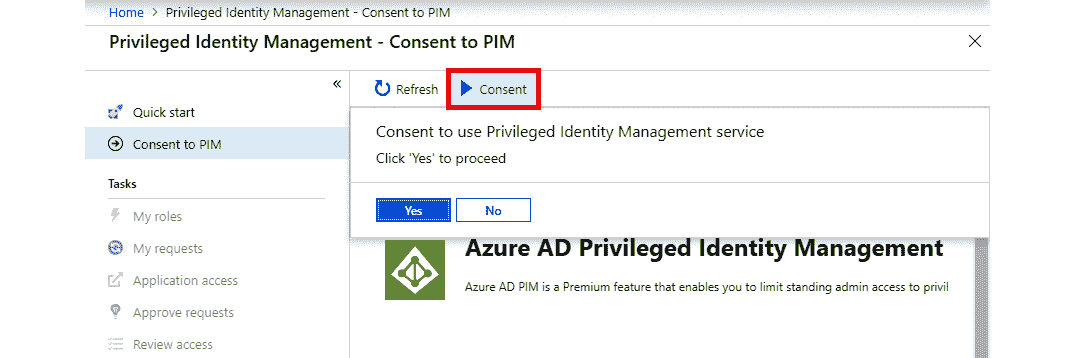 Home > Privileged Identity Management - Consent to PIM
Privileged Identity Management - Consent to PIM
«
Refresh
Consent
Quick start
Consent to PIM
Tasks
My roles
My requests
Application access
Approve requests
Review access
Consent to use Privileged Identity Management service
Click 'Yes' to proceed
Yes
No
Azure AD Privileged Identity Management
Azure AD PIM is a Premium feature that enables you to limit standing admin access to